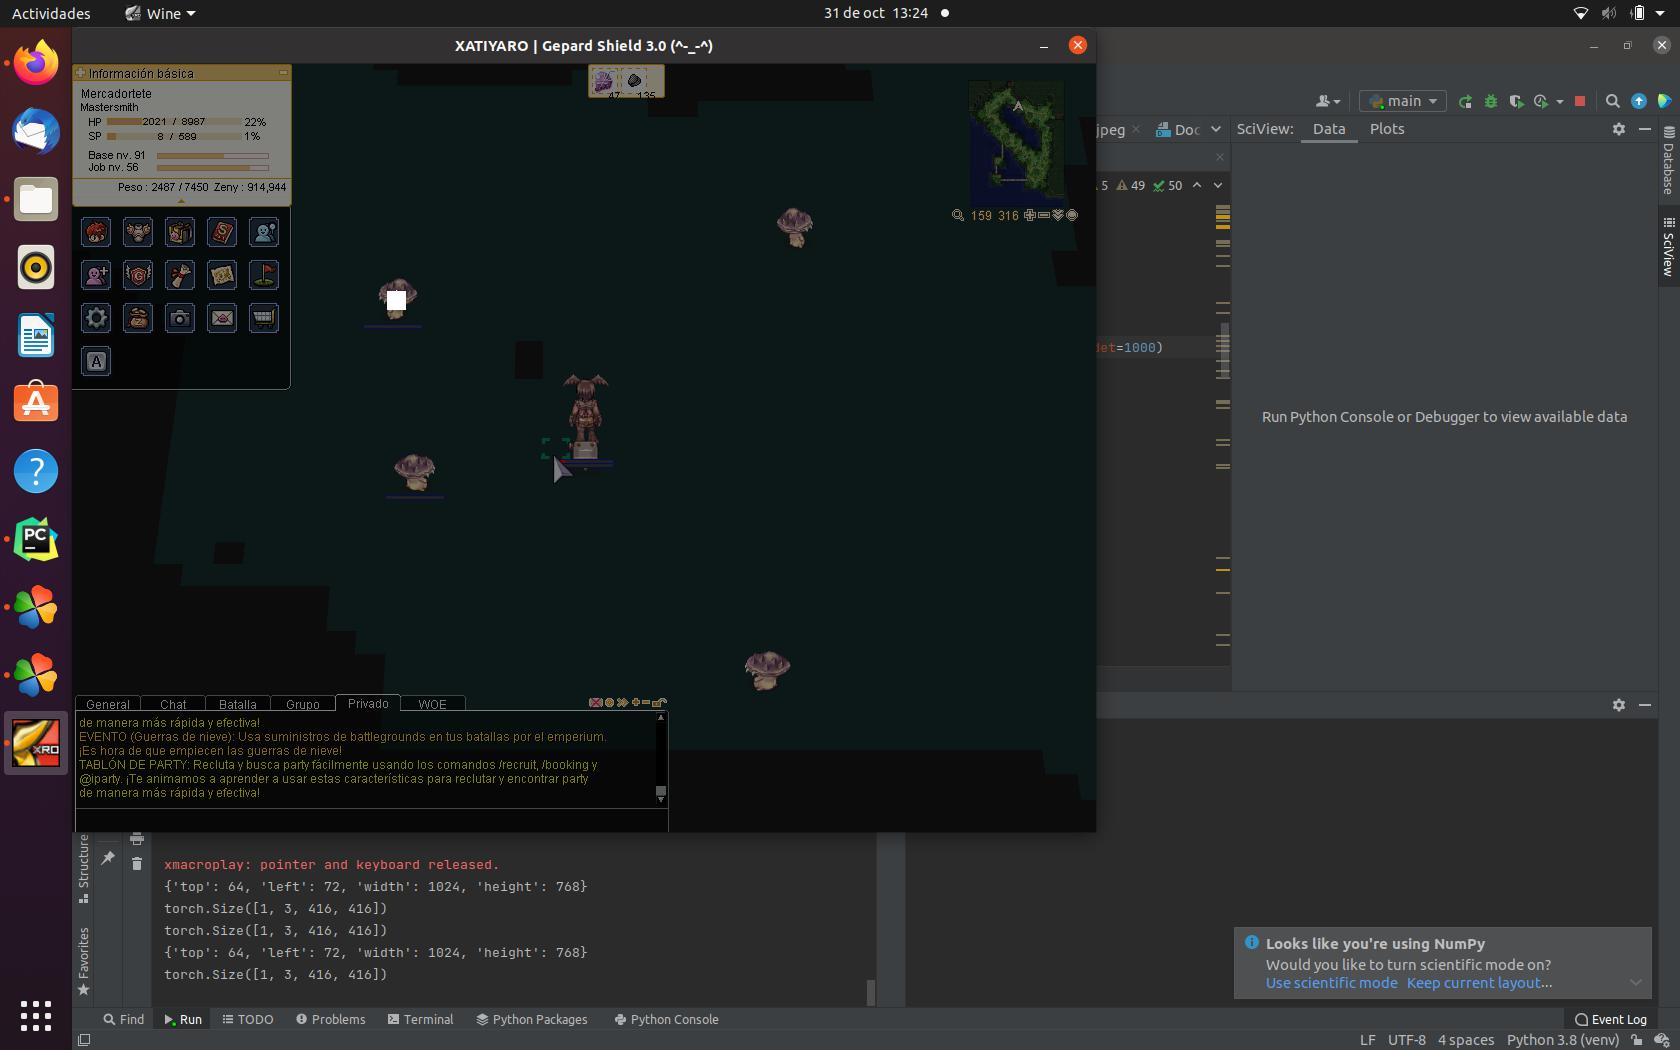 Actividades
Wine
31 de oct 13:24
XATIYARO | Gepard Shield 3.0 (^-_-^)
Información básica
Mercadortete
Mastersmith
HP 2021 / 8987 22%
SP 8 / 589 1%
Base nv. 91
Job nv. 56
Peso : 2487 / 7450 Zeny : 914,944
47 135
159 316
A
General Chat Batalla Grupo Privado WOE
de manera más rápida y efectiva!
EVENTO (Guerras de nieve): Usa suministros de battlegrounds en tus batallas por el emperium.
¡Es hora de que empiecen las guerras de nieve!
TABLÓN DE PARTY: Recluta y busca party fácilmente usando los comandos /recruit, /booking y
@iparty. ¡Te animamos a aprender a usar estas características para reclutar y encontrar party
de manera más rápida y efectiva!
PC
XRO
main
jpeg Doc
SciView: Data Plots
5 49 50
det=1000)
Run Python Console or Debugger to view available data
Database
SciView
Structure
Favorites
xmacroplay: pointer and keyboard released.
{'top': 64, 'left': 72, 'width': 1024, 'height': 768}
torch.Size([1, 3, 416, 416])
torch.Size([1, 3, 416, 416])
{'top': 64, 'left': 72, 'width': 1024, 'height': 768}
torch.Size([1, 3, 416, 416])
Looks like you're using NumPy
Would you like to turn scientific mode on?
Use scientific mode Keep current layout...
Find Run TODO Problems Terminal Python Packages Python Console Event Log
LF UTF-8 4 spaces Python 3.8 (venv)